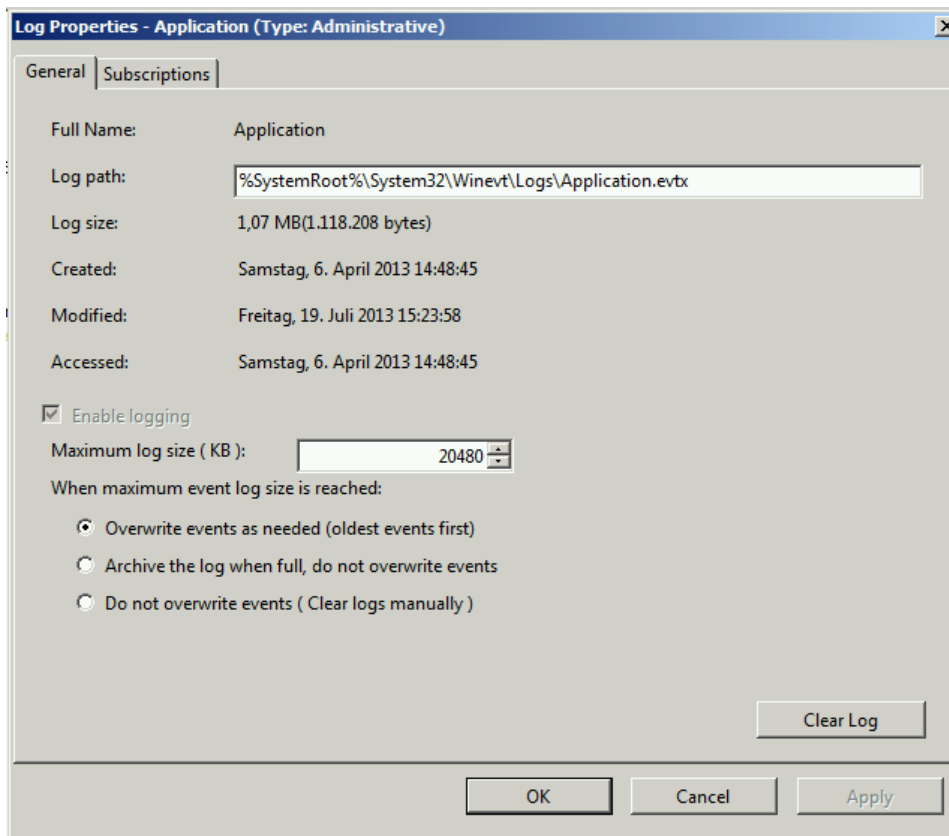 Log Properties - Application (Type: Administrative)
General Subscriptions
Full Name: Application
Log path: %SystemRoot%\System32\Winevt\Logs\Application.evtx
Log size: 1,07 MB(1.118.208 bytes)
Created: Samstag, 6. April 2013 14:48:45
Modified: Freitag, 19. Juli 2013 15:23:58
Accessed: Samstag, 6. April 2013 14:48:45
Enable logging
Maximum log size ( KB ): 20480
When maximum event log size is reached:
Overwrite events as needed (oldest events first)
Archive the log when full, do not overwrite events
Do not overwrite events ( Clear logs manually )
Clear Log
OK Cancel Apply